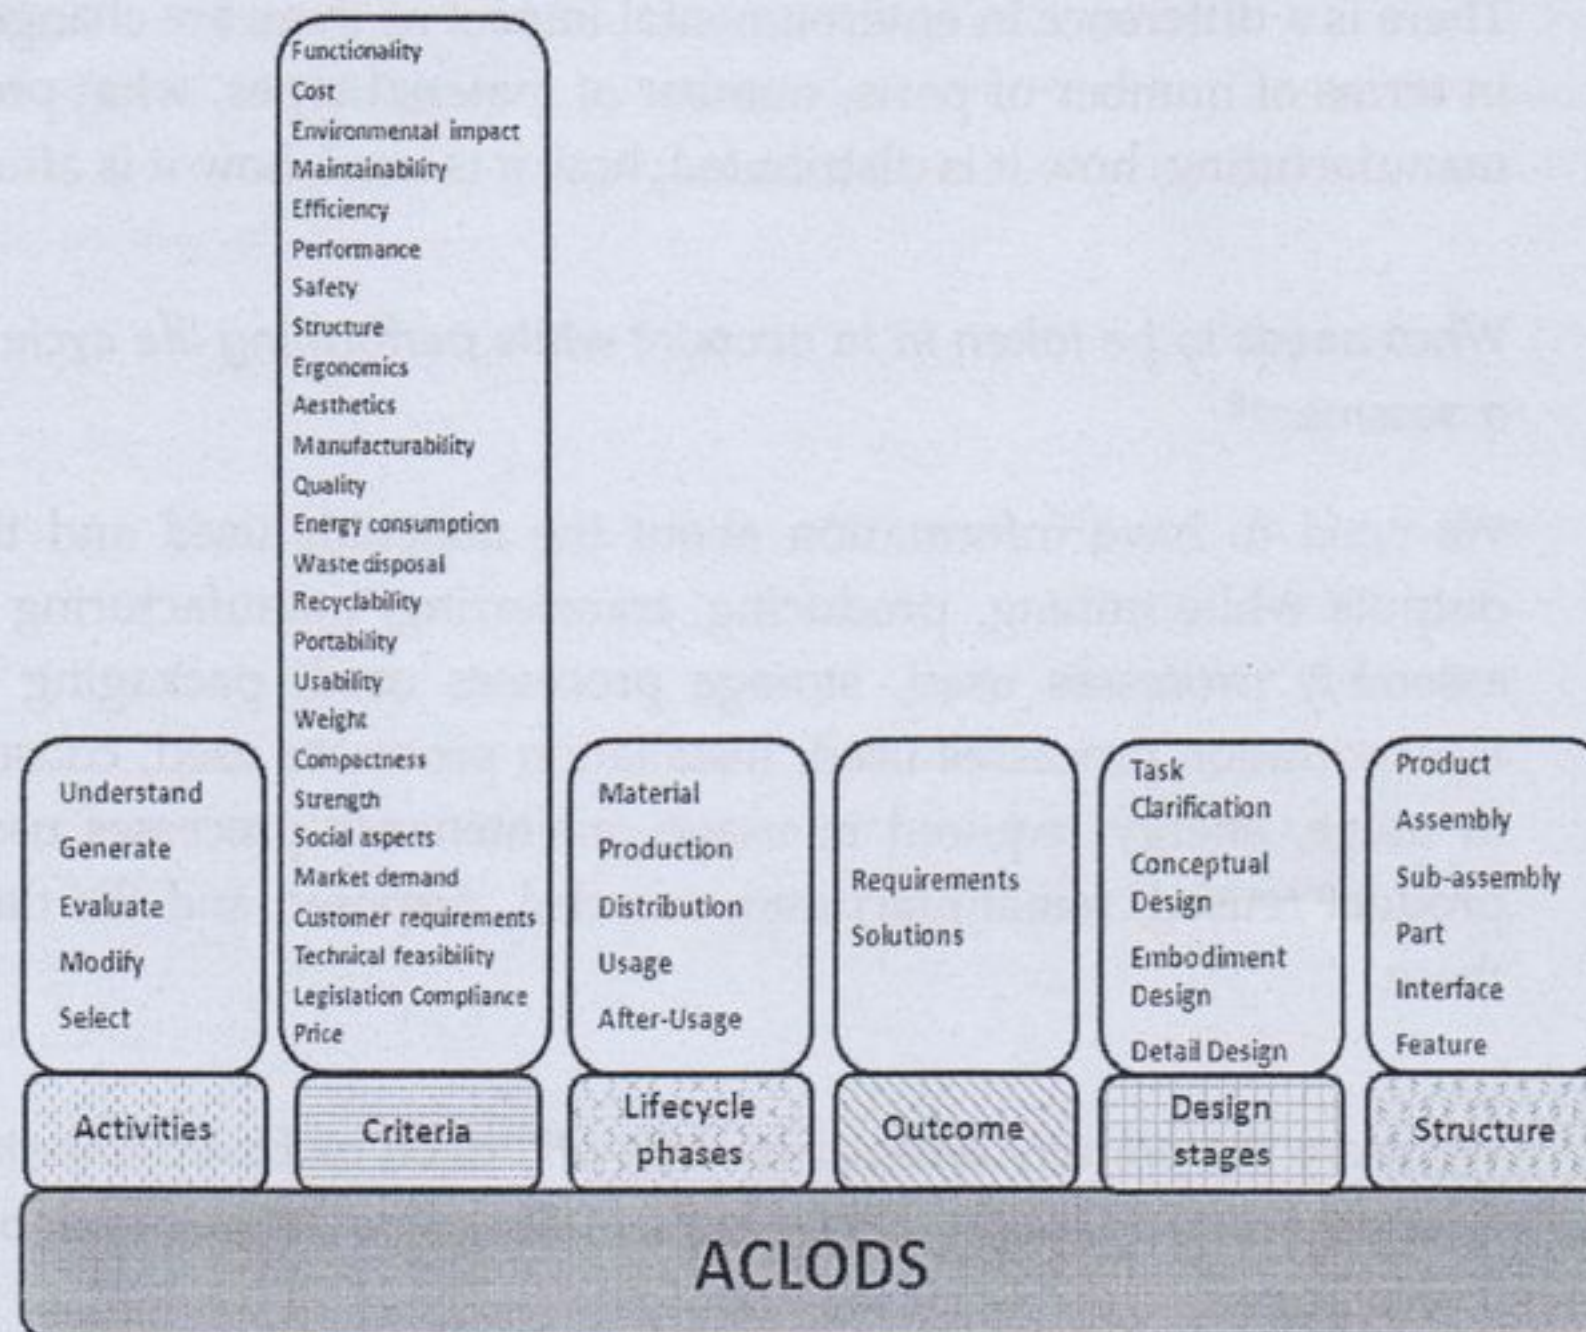 Functionality
Cost
Environmental impact
Maintainability
Efficiency
Performance
Safety
Structure
Ergonomics
Aesthetics
Manufacturability
Quality
Energy consumption
Waste disposal
Recyclability
Portability
Usability
Weight
Compactness
Strength
Social aspects
Market demand
Customer requirements
Technical feasibility
Legislation Compliance
Price
Understand
Generate
Evaluate
Modify
Select
Material
Production
Distribution
Usage
After-Usage
Requirements
Solutions
Task
Clarification
Conceptual
Design
Embodiment
Design
Detail Design
Product
Assembly
Sub-assembly
Part
Interface
Feature
Activities
Criteria
Lifecycle
phases
Outcome
Design
stages
Structure
ACLODS